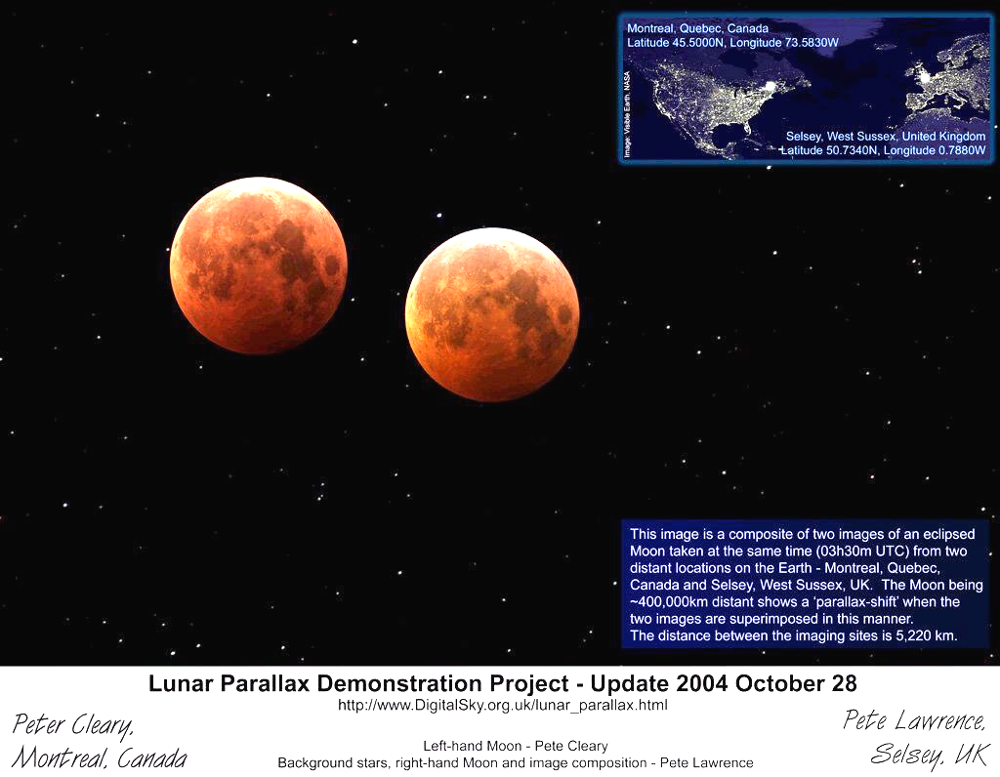 Montreal, Quebec, Canada
Latitude 45.5000N, Longitude 73.5830W
Image: Visible Earth, NASA
Selsey, West Sussex, United Kingdom
Latitude 50.7340N, Longitude 0.7880W
This image is a composite of two images of an eclipsed
Moon taken at the same time (03h30m UTC) from two
distant locations on the Earth - Montreal, Quebec,
Canada and Selsey, West Sussex, UK.  The Moon being
~400,000km distant shows a 'parallax-shift' when the
two images are superimposed in this manner.
The distance between the imaging sites is 5,220 km.
Lunar Parallax Demonstration Project - Update 2004 October 28
http://www.DigitalSky.org.uk/lunar_parallax.html
Peter Cleary,
Montreal, Canada
Left-hand Moon - Pete Cleary
Background stars, right-hand Moon and image composition - Pete Lawrence
Pete Lawrence,
Selsey, UK